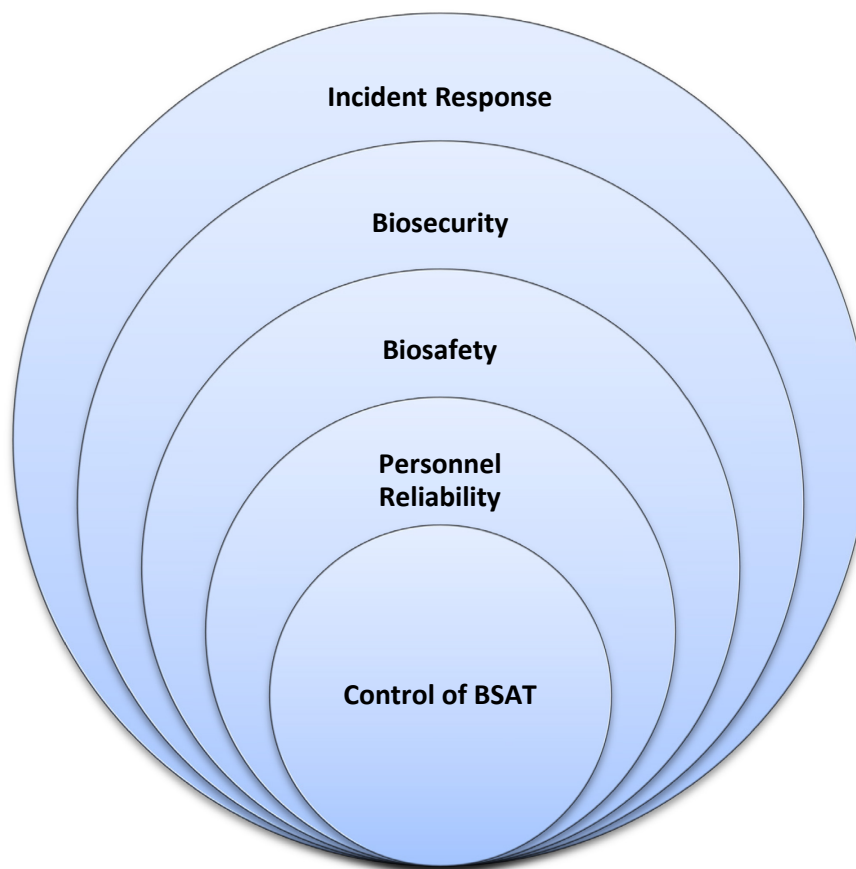 Incident Response
Biosecurity
Biosafety
Personnel
Reliability
Control of BSAT